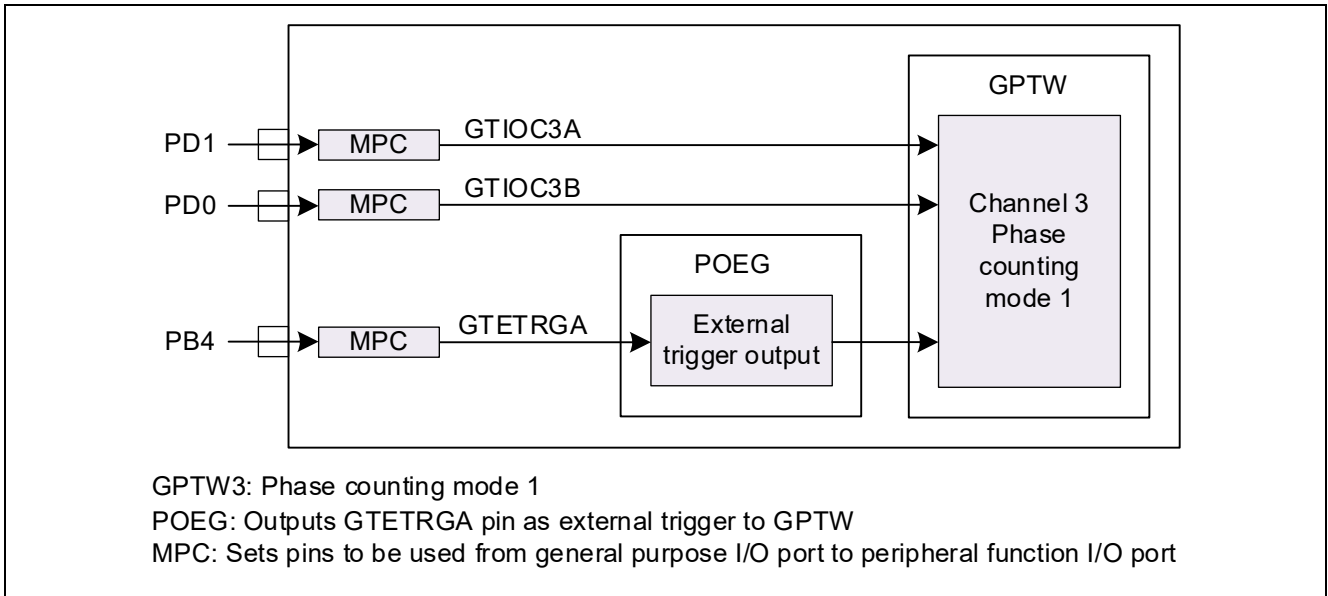 GPTW
PD1
MPC
GTIOC3A
PD0
MPC
GTIOC3B
Channel 3
Phase
counting
mode 1
POEG
PB4
MPC
GTETRGA
External
trigger output
GPTW3: Phase counting mode 1
POEG: Outputs GTETRGA pin as external trigger to GPTW
MPC: Sets pins to be used from general purpose I/O port to peripheral function I/O port